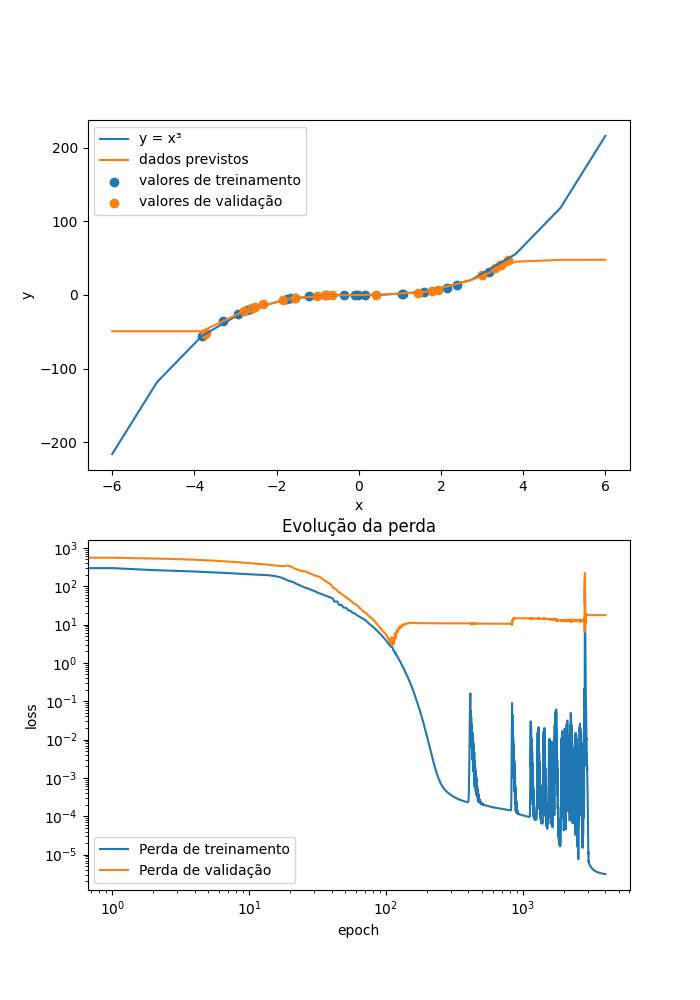 y = x³
dados previstos
valores de treinamento
valores de validação
200
100
0
−100
−200
y
−6
−4
−2
0
2
4
6
x
Evolução da perda
10³
10²
10¹
10⁰
10⁻¹
10⁻²
10⁻³
10⁻⁴
10⁻⁵
loss
Perda de treinamento
Perda de validação
10⁰
10¹
10²
10³
epoch